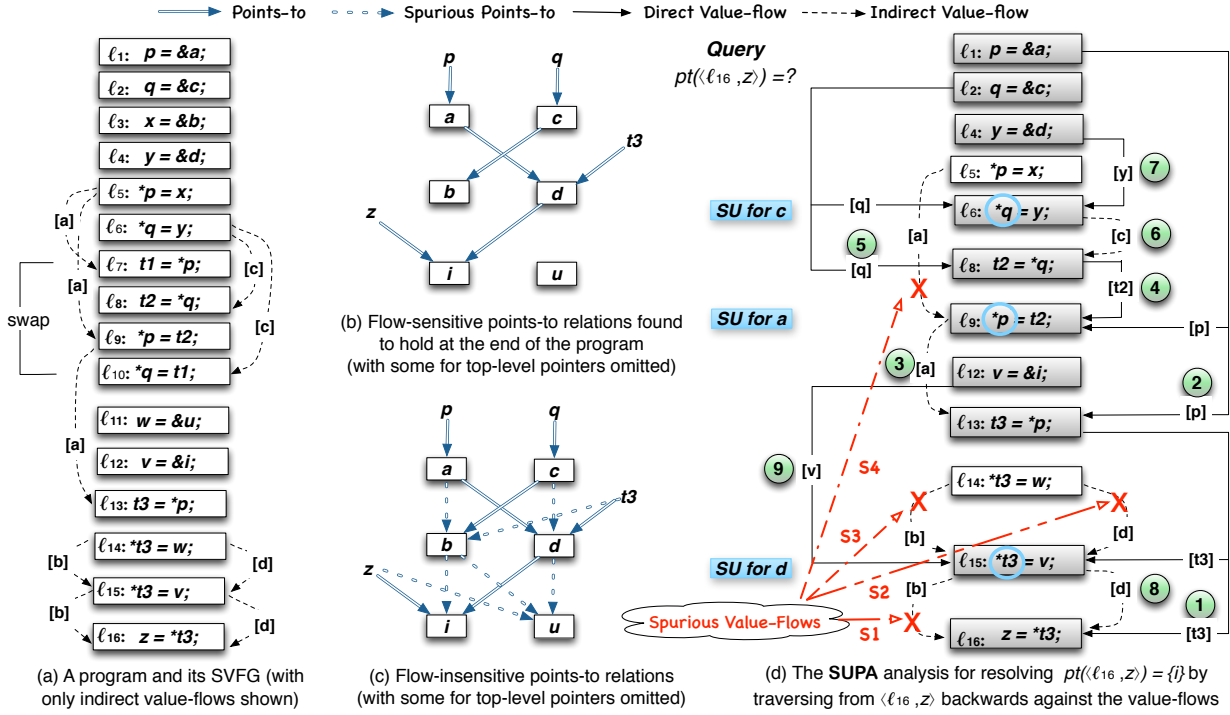 Points-to
Spurious Points-to
Direct Value-flow
Indirect Value-flow
ℓ1: p = &a;
ℓ2: q = &c;
ℓ3: x = &b;
ℓ4: y = &d;
ℓ5: *p = x;
[a]
ℓ6: *q = y;
ℓ7: t1 = *p;
[c]
[a]
ℓ8: t2 = *q;
swap
ℓ9: *p = t2;
[c]
ℓ10: *q = t1;
ℓ11: w = &u;
[a]
ℓ12: v = &i;
ℓ13: t3 = *p;
ℓ14: *t3 = w;
[b]
[d]
ℓ15: *t3 = v;
[b]
[d]
ℓ16: z = *t3;
(a) A program and its SVFG (with
only indirect value-flows shown)
p
q
a
c
t3
b
d
z
i
u
(b) Flow-sensitive points-to relations found
to hold at the end of the program
(with some for top-level pointers omitted)
p
q
a
c
t3
b
d
z
i
u
(c) Flow-insensitive points-to relations
(with some for top-level pointers omitted)
Query
pt(⟨ℓ16 ,z⟩) =?
ℓ1: p = &a;
ℓ2: q = &c;
ℓ4: y = &d;
ℓ5: *p = x;
[y]
7
SU for c
[q]
ℓ6: *q = y;
[a]
[c]
6
5
[q]
ℓ8: t2 = *q;
[t2]
4
X
SU for a
ℓ9: *p = t2;
[p]
3
[a]
ℓ12: v = &i;
2
[p]
ℓ13: t3 = *p;
9
[v]
S4
ℓ14: *t3 = w;
X
X
S3
[b]
[d]
SU for d
ℓ15: *t3 = v;
[t3]
S2
[b]
[d]
8
1
Spurious Value-Flows
S1
X
[t3]
ℓ16: z = *t3;
(d) The SUPA analysis for resolving pt(⟨ℓ16 ,z⟩) = {i} by
traversing from ⟨ℓ16 ,z⟩ backwards against the value-flows